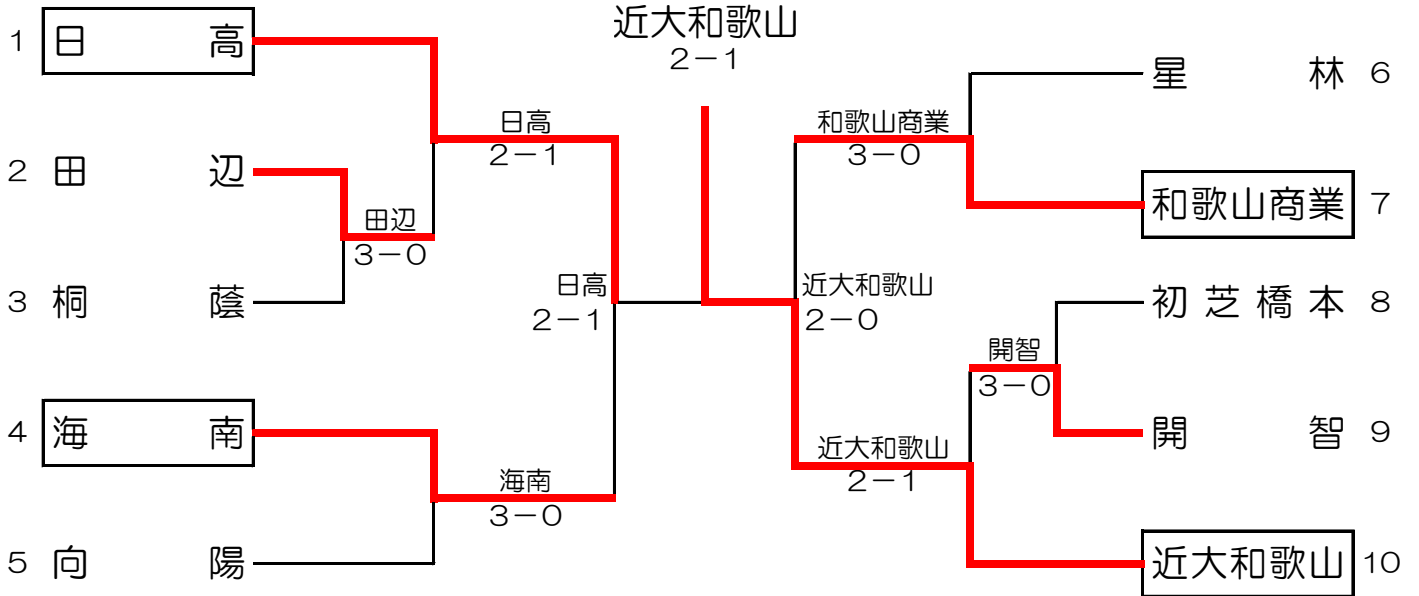 近大和歌山
2-1
1 日高
2 田辺
3 桐蔭
4 海南
5 向陽
日高
2-1
田辺
3-0
日高
2-1
海南
3-0
和歌山商業
3-0
近大和歌山
2-0
開智
3-0
近大和歌山
2-1
星林 6
和歌山商業 7
初芝橋本 8
開智 9
近大和歌山 10